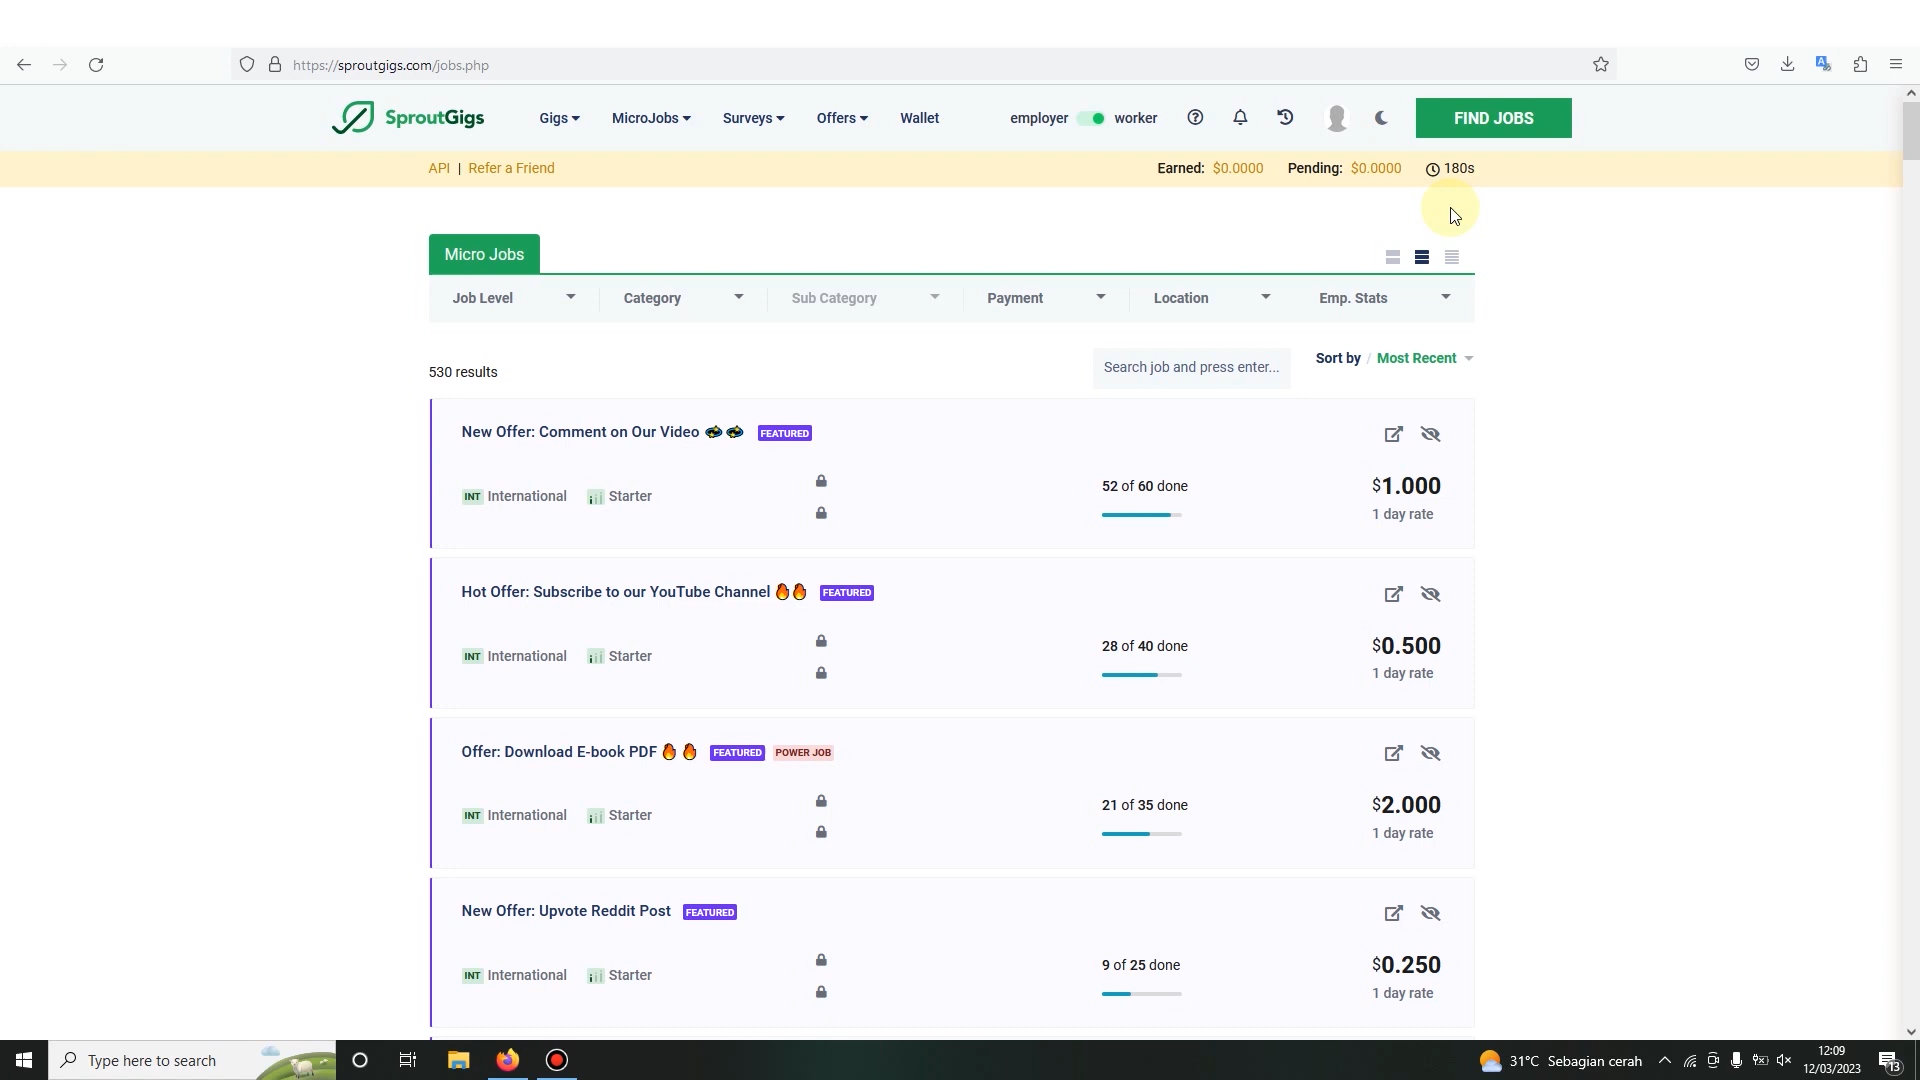 https://sproutgigs.com/jobs.php
SproutGigs Gigs MicroJobs Surveys Offers Wallet employer worker FIND JOBS
API | Refer a Friend Earned: $0.0000 Pending: $0.0000 180s
Micro Jobs
Job Level Category Sub Category Payment Location Emp. Stats
530 results Search job and press enter... Sort by / Most Recent
New Offer: Comment on Our Video FEATURED
INT International Starter 52 of 60 done $1.000
1 day rate
Hot Offer: Subscribe to our YouTube Channel 🔥🔥 FEATURED
INT International Starter 28 of 40 done $0.500
1 day rate
Offer: Download E-book PDF 🔥 🔥 FEATURED POWER JOB
INT International Starter 21 of 35 done $2.000
1 day rate
New Offer: Upvote Reddit Post FEATURED
INT International Starter 9 of 25 done $0.250
1 day rate
Type here to search 31°C Sebagian cerah 12:09
12/03/2023 13